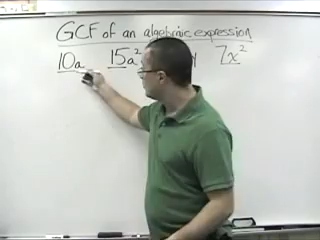 GCF of an algebraic expression
10a 15a² 7x²